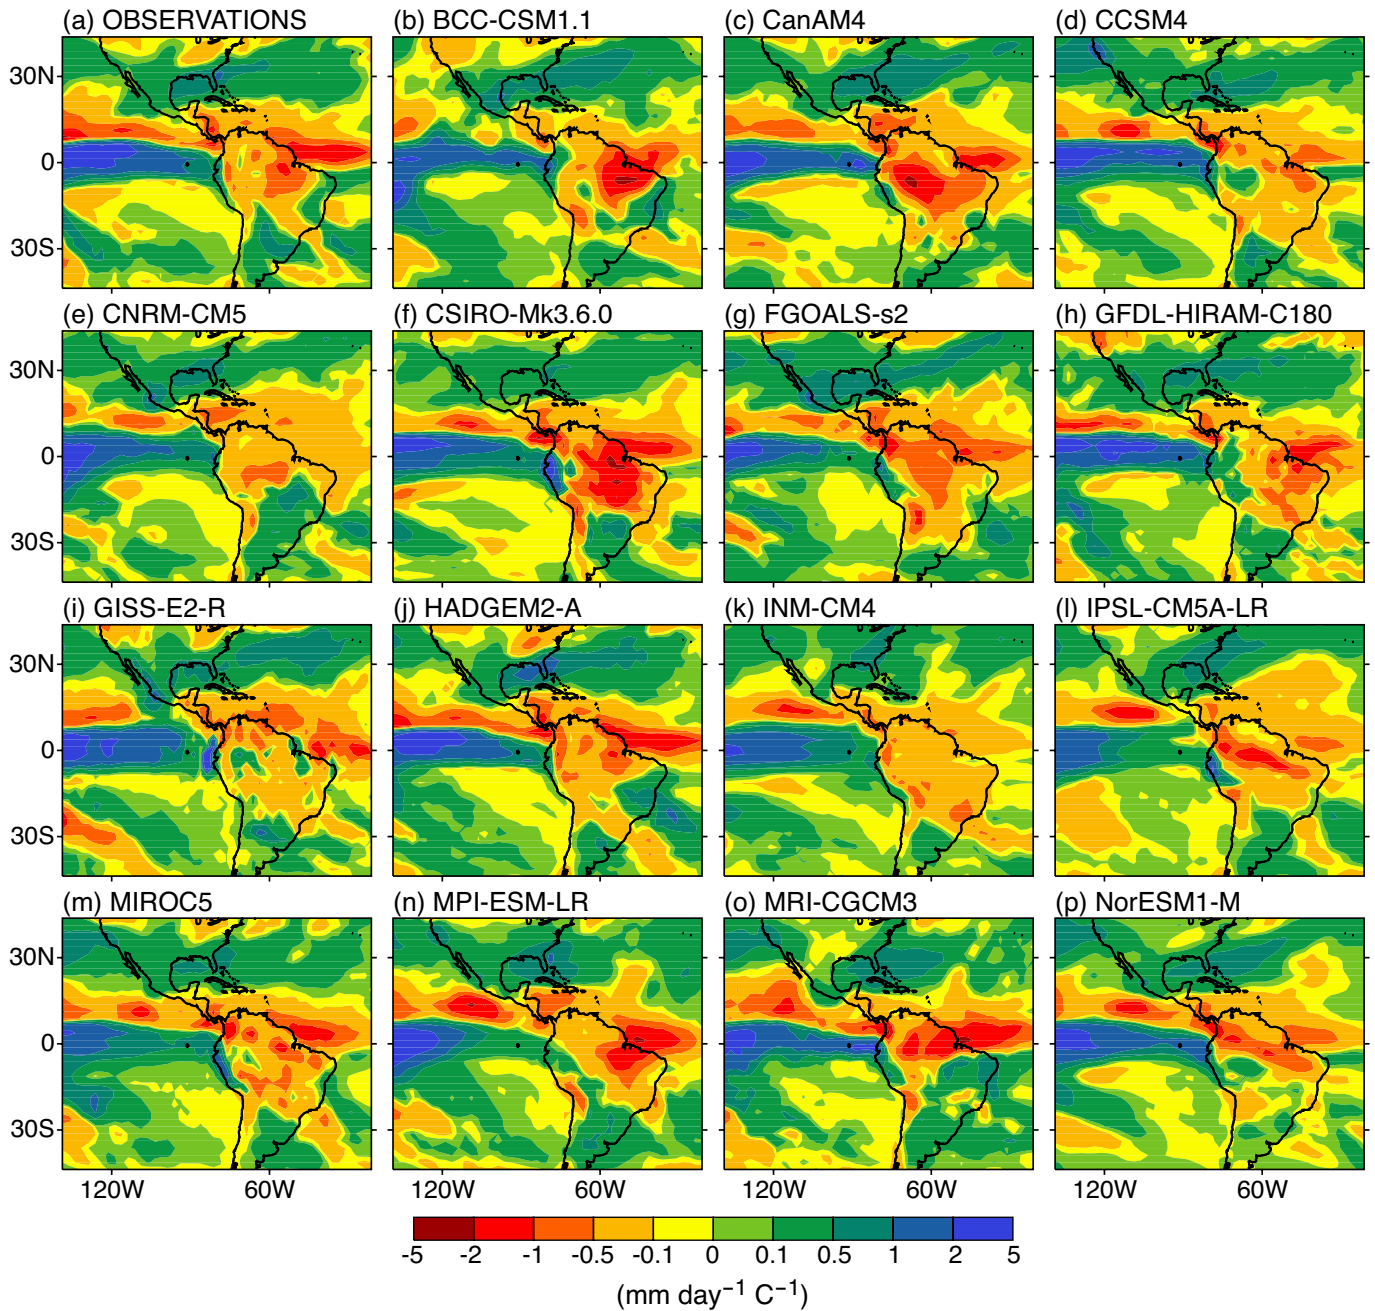 (a) OBSERVATIONS (b) BCC-CSM1.1 (c) CanAM4 (d) CCSM4
30N
0
30S
(e) CNRM-CM5 (f) CSIRO-Mk3.6.0 (g) FGOALS-s2 (h) GFDL-HIRAM-C180
30N
0
30S
(i) GISS-E2-R (j) HADGEM2-A (k) INM-CM4 (l) IPSL-CM5A-LR
30N
0
30S
(m) MIROC5 (n) MPI-ESM-LR (o) MRI-CGCM3 (p) NorESM1-M
30N
0
30S
120W 60W 120W 60W 120W 60W 120W 60W
-5 -2 -1 -0.5 -0.1 0 0.1 0.5 1 2 5
(mm day⁻¹ C⁻¹)